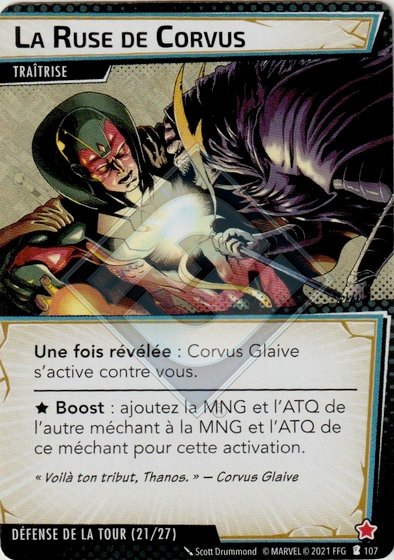 LA RUSE DE CORVUS
TRAÎTRISE
Une fois révélée : Corvus Glaive
s'active contre vous.
★ Boost : ajoutez la MNG et l'ATQ de
l'autre méchant à la MNG et l'ATQ de
ce méchant pour cette activation.
« Voilà ton tribut, Thanos. » – Corvus Glaive
DÉFENSE DE LA TOUR (21/27)
Scott Drummond © MARVEL © 2021 FFG 107